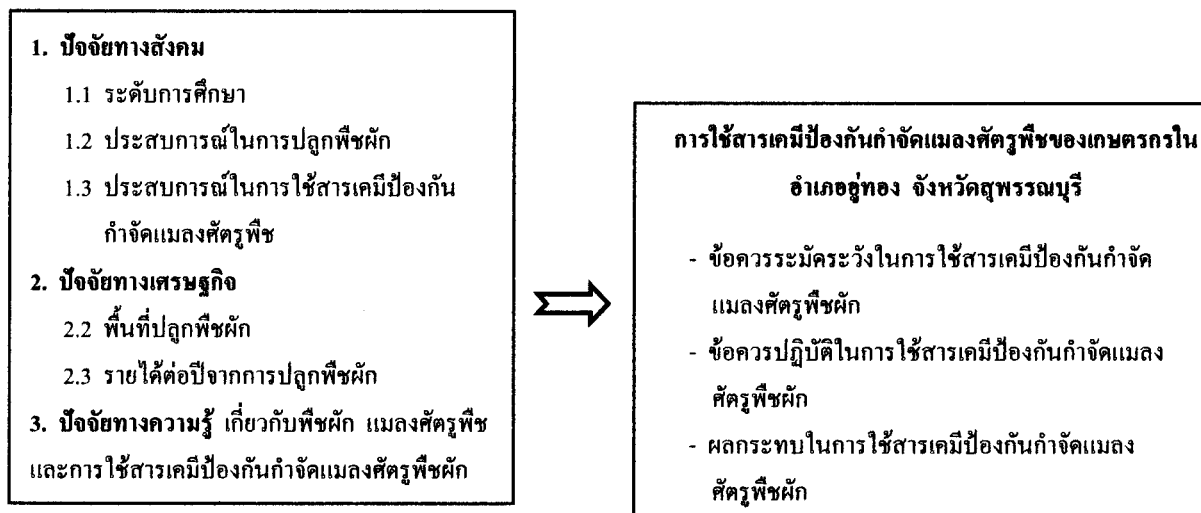 1. ปัจจัยทางสังคม
1.1 ระดับการศึกษา
1.2 ประสบการณ์ในการปลูกพืชผัก
1.3 ประสบการณ์ในการใช้สารเคมีป้องกัน
กำจัดแมลงศัตรูพืช
2. ปัจจัยทางเศรษฐกิจ
2.2 พื้นที่ปลูกพืชผัก
2.3 รายได้ต่อปีจากการปลูกพืชผัก
3. ปัจจัยทางความรู้ เกี่ยวกับพืชผัก แมลงศัตรูพืช
และการใช้สารเคมีป้องกันกำจัดแมลงศัตรูพืชผัก
การใช้สารเคมีป้องกันกำจัดแมลงศัตรูพืชของเกษตรกรใน
อำเภออู่ทอง จังหวัดสุพรรณบุรี
- ข้อควรระมัดระวังในการใช้สารเคมีป้องกันกำจัด
แมลงศัตรูพืชผัก
- ข้อควรปฏิบัติในการใช้สารเคมีป้องกันกำจัดแมลง
ศัตรูพืชผัก
- ผลกระทบในการใช้สารเคมีป้องกันกำจัดแมลง
ศัตรูพืชผัก